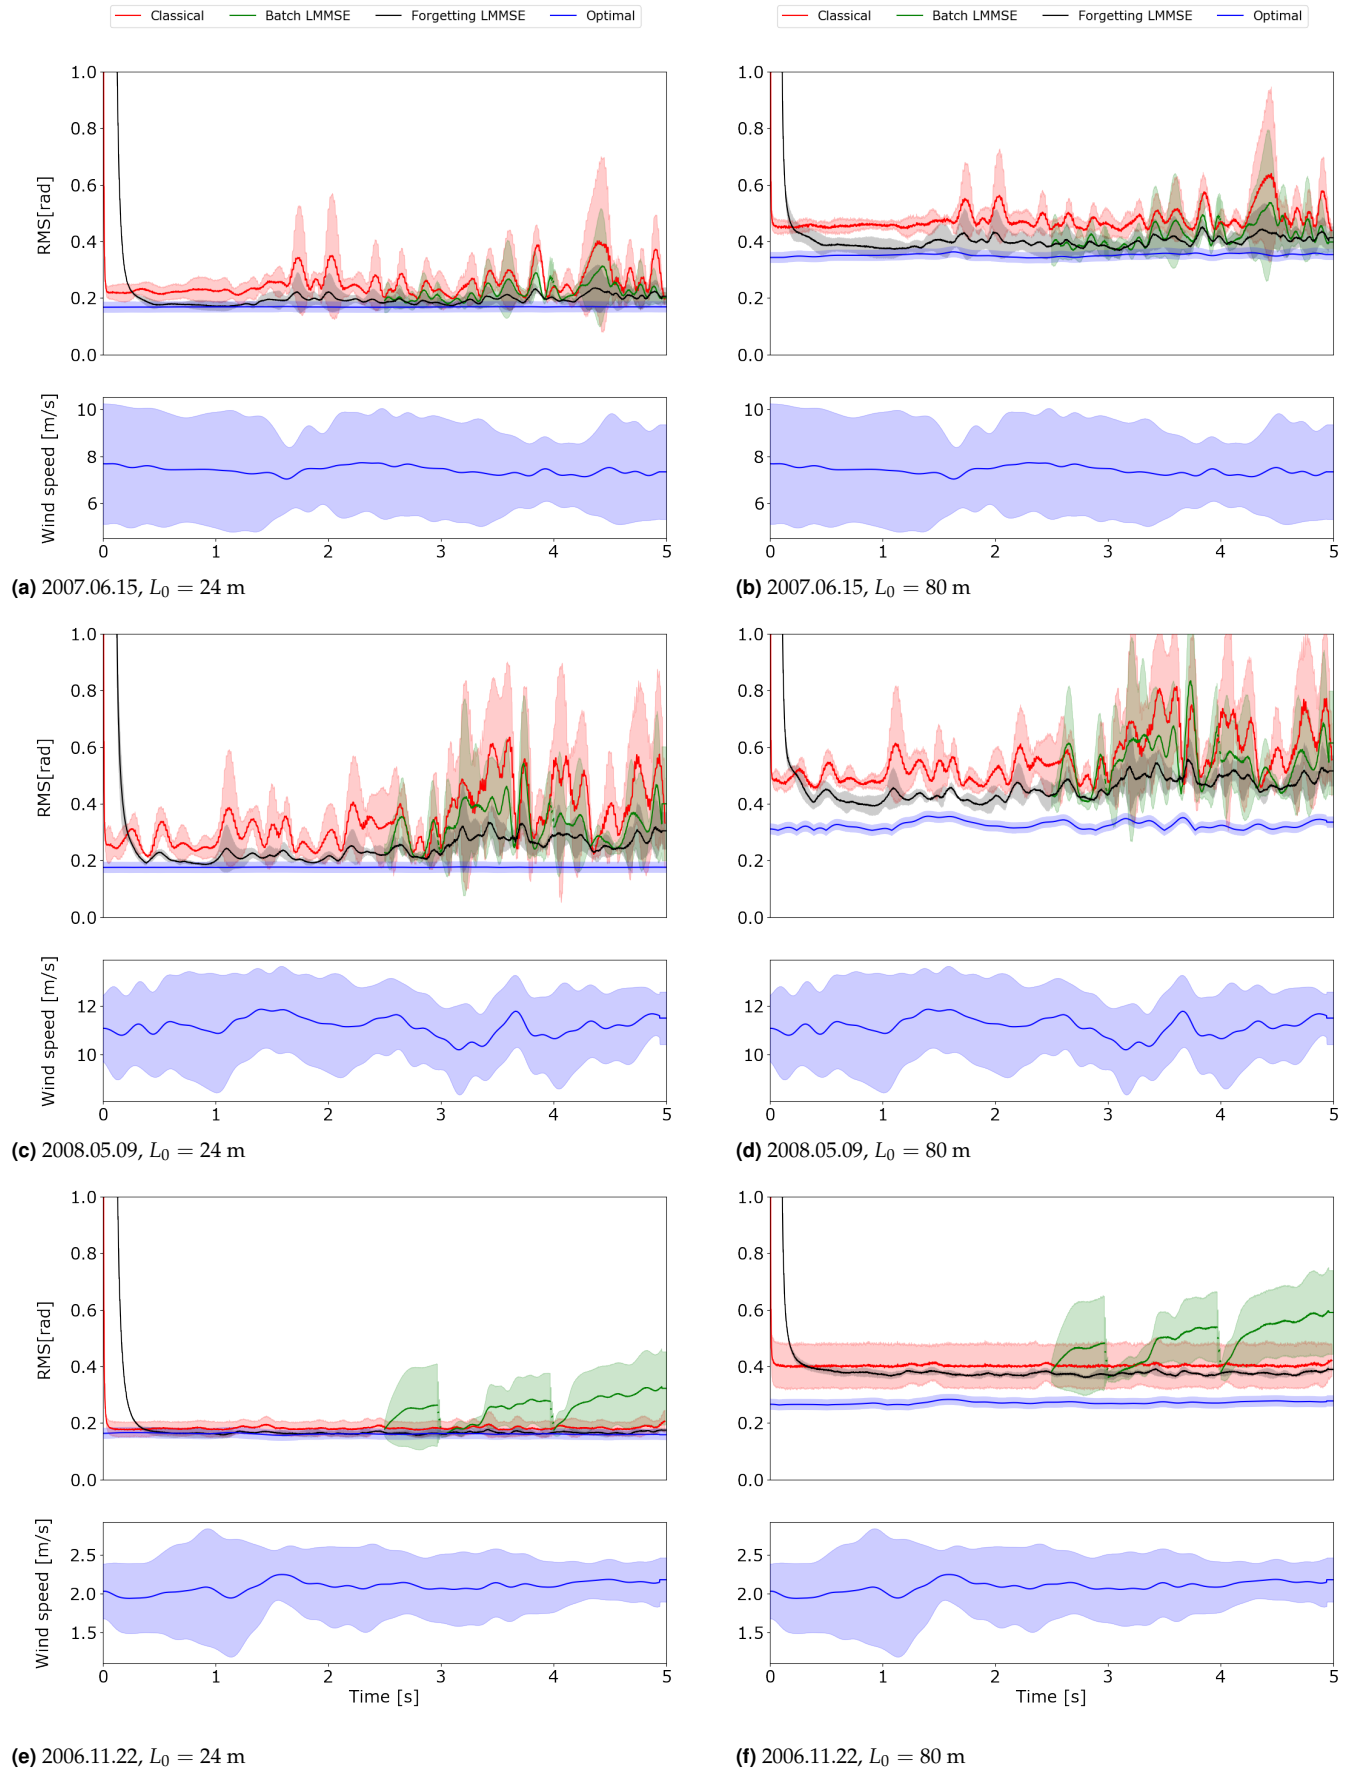 Classical Batch LMMSE Forgetting LMMSE Optimal
Classical Batch LMMSE Forgetting LMMSE Optimal
1.0
0.8
0.6
0.4
0.2
0.0
RMS[rad]
10
8
6
Wind speed [m/s]
0 1 2 3 4 5
(a) 2007.06.15, L₀ = 24 m
1.0
0.8
0.6
0.4
0.2
0.0
10
8
6
0 1 2 3 4 5
(b) 2007.06.15, L₀ = 80 m
1.0
0.8
0.6
0.4
0.2
0.0
RMS[rad]
12
10
Wind speed [m/s]
0 1 2 3 4 5
(c) 2008.05.09, L₀ = 24 m
1.0
0.8
0.6
0.4
0.2
0.0
12
10
0 1 2 3 4 5
(d) 2008.05.09, L₀ = 80 m
1.0
0.8
0.6
0.4
0.2
0.0
RMS[rad]
2.5
2.0
1.5
Wind speed [m/s]
0 1 2 3 4 5
Time [s]
(e) 2006.11.22, L₀ = 24 m
1.0
0.8
0.6
0.4
0.2
0.0
2.5
2.0
1.5
0 1 2 3 4 5
Time [s]
(f) 2006.11.22, L₀ = 80 m